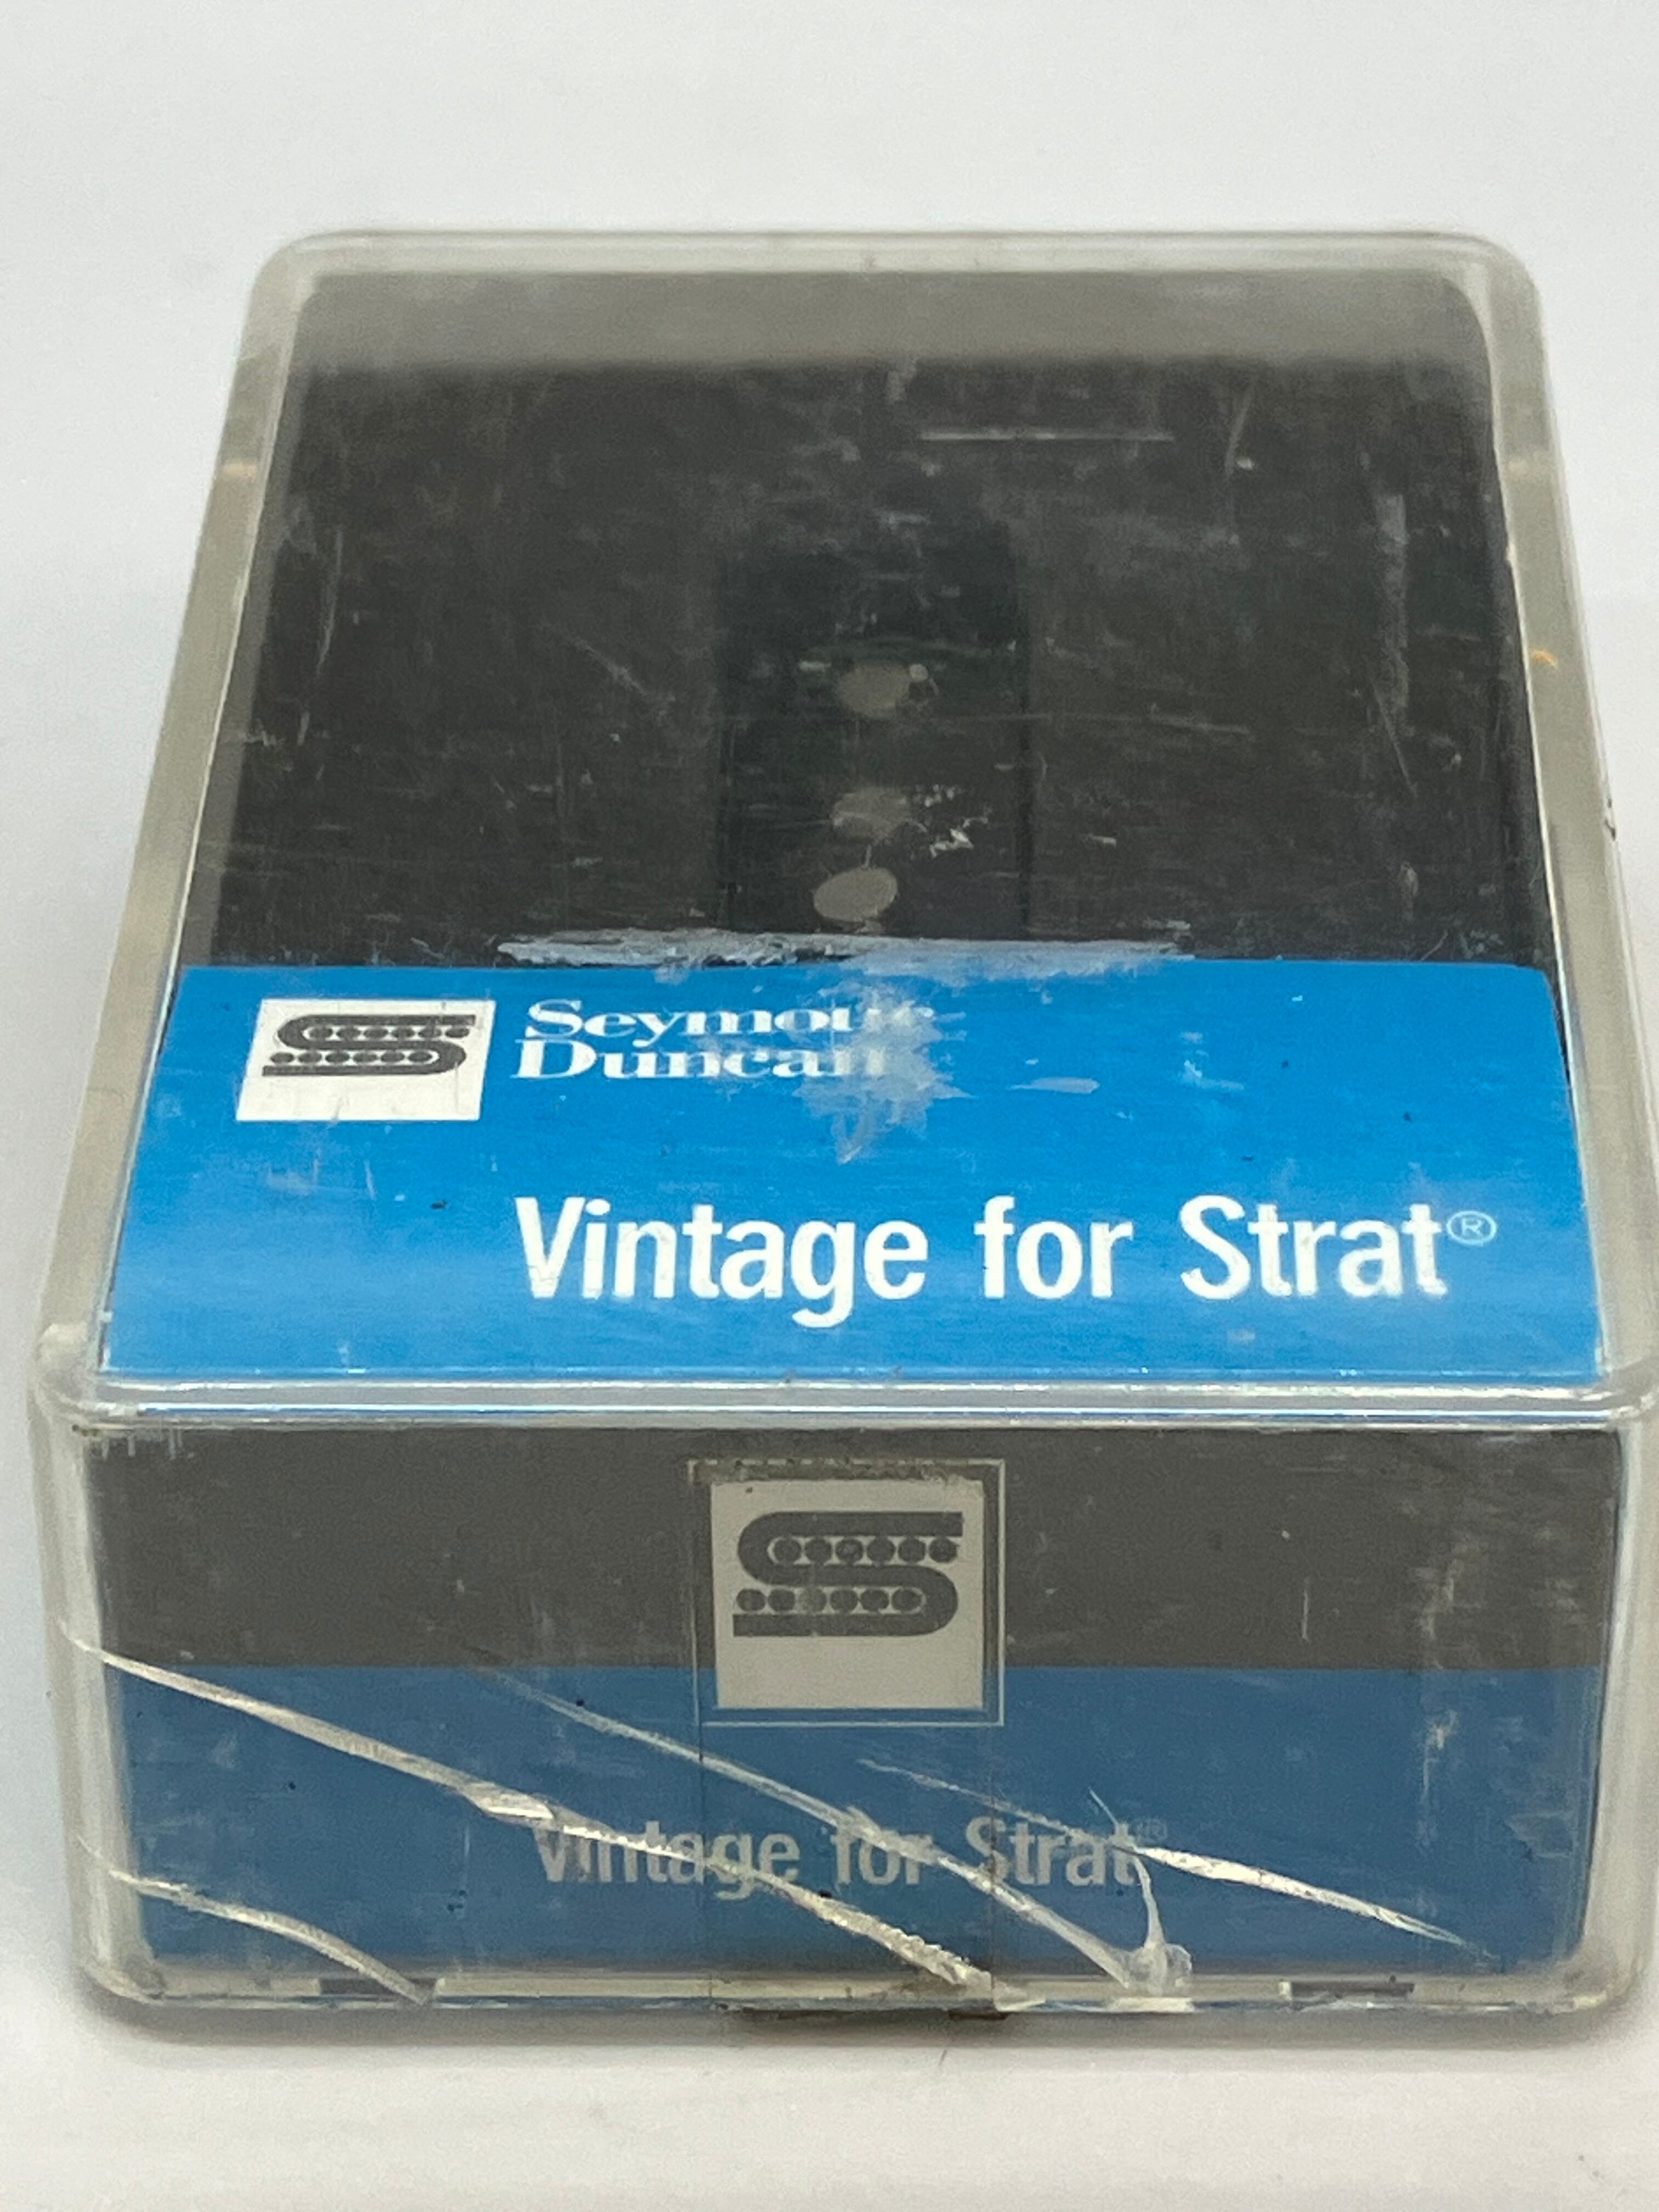 Seymour
Duncan
Vintage for Strat®
Vintage for Strat®